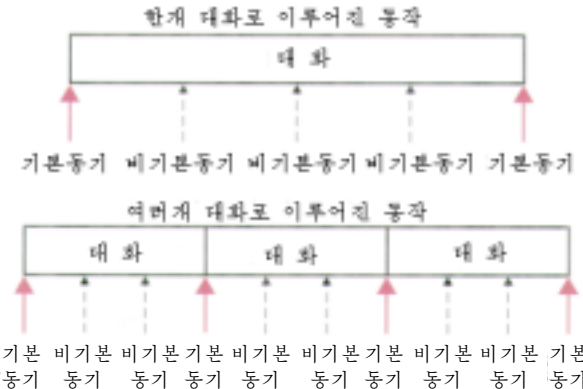 한개 대화로 이루어진 통작
대 화
기본동기 비기본동기 비기본동기 비기본동기 기본동기
여러개 대화로 이루어진 통작
대 화 대 화 대 화
기본 비기본 비기본 기본 비기본 비기본 기본 비기본 비기본 기본
동기 동기 동기 동기 동기 동기 동기 동기 동기 동기